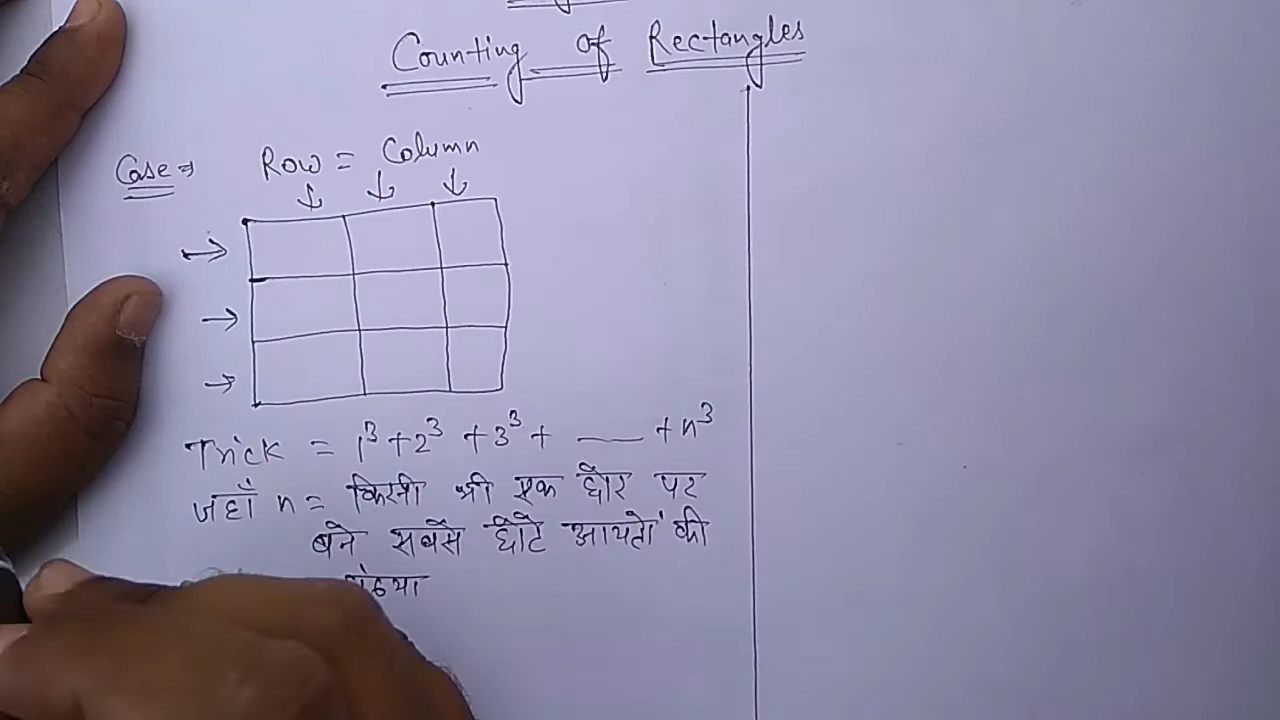 Counting of Rectangles
Case ⇒ Row = Column
Trick = 1³ + 2³ + 3³ + —— + n³
जहाँ n = किसी भी एक छोर पर
बने सबसे छोटे आयतों की
संख्या